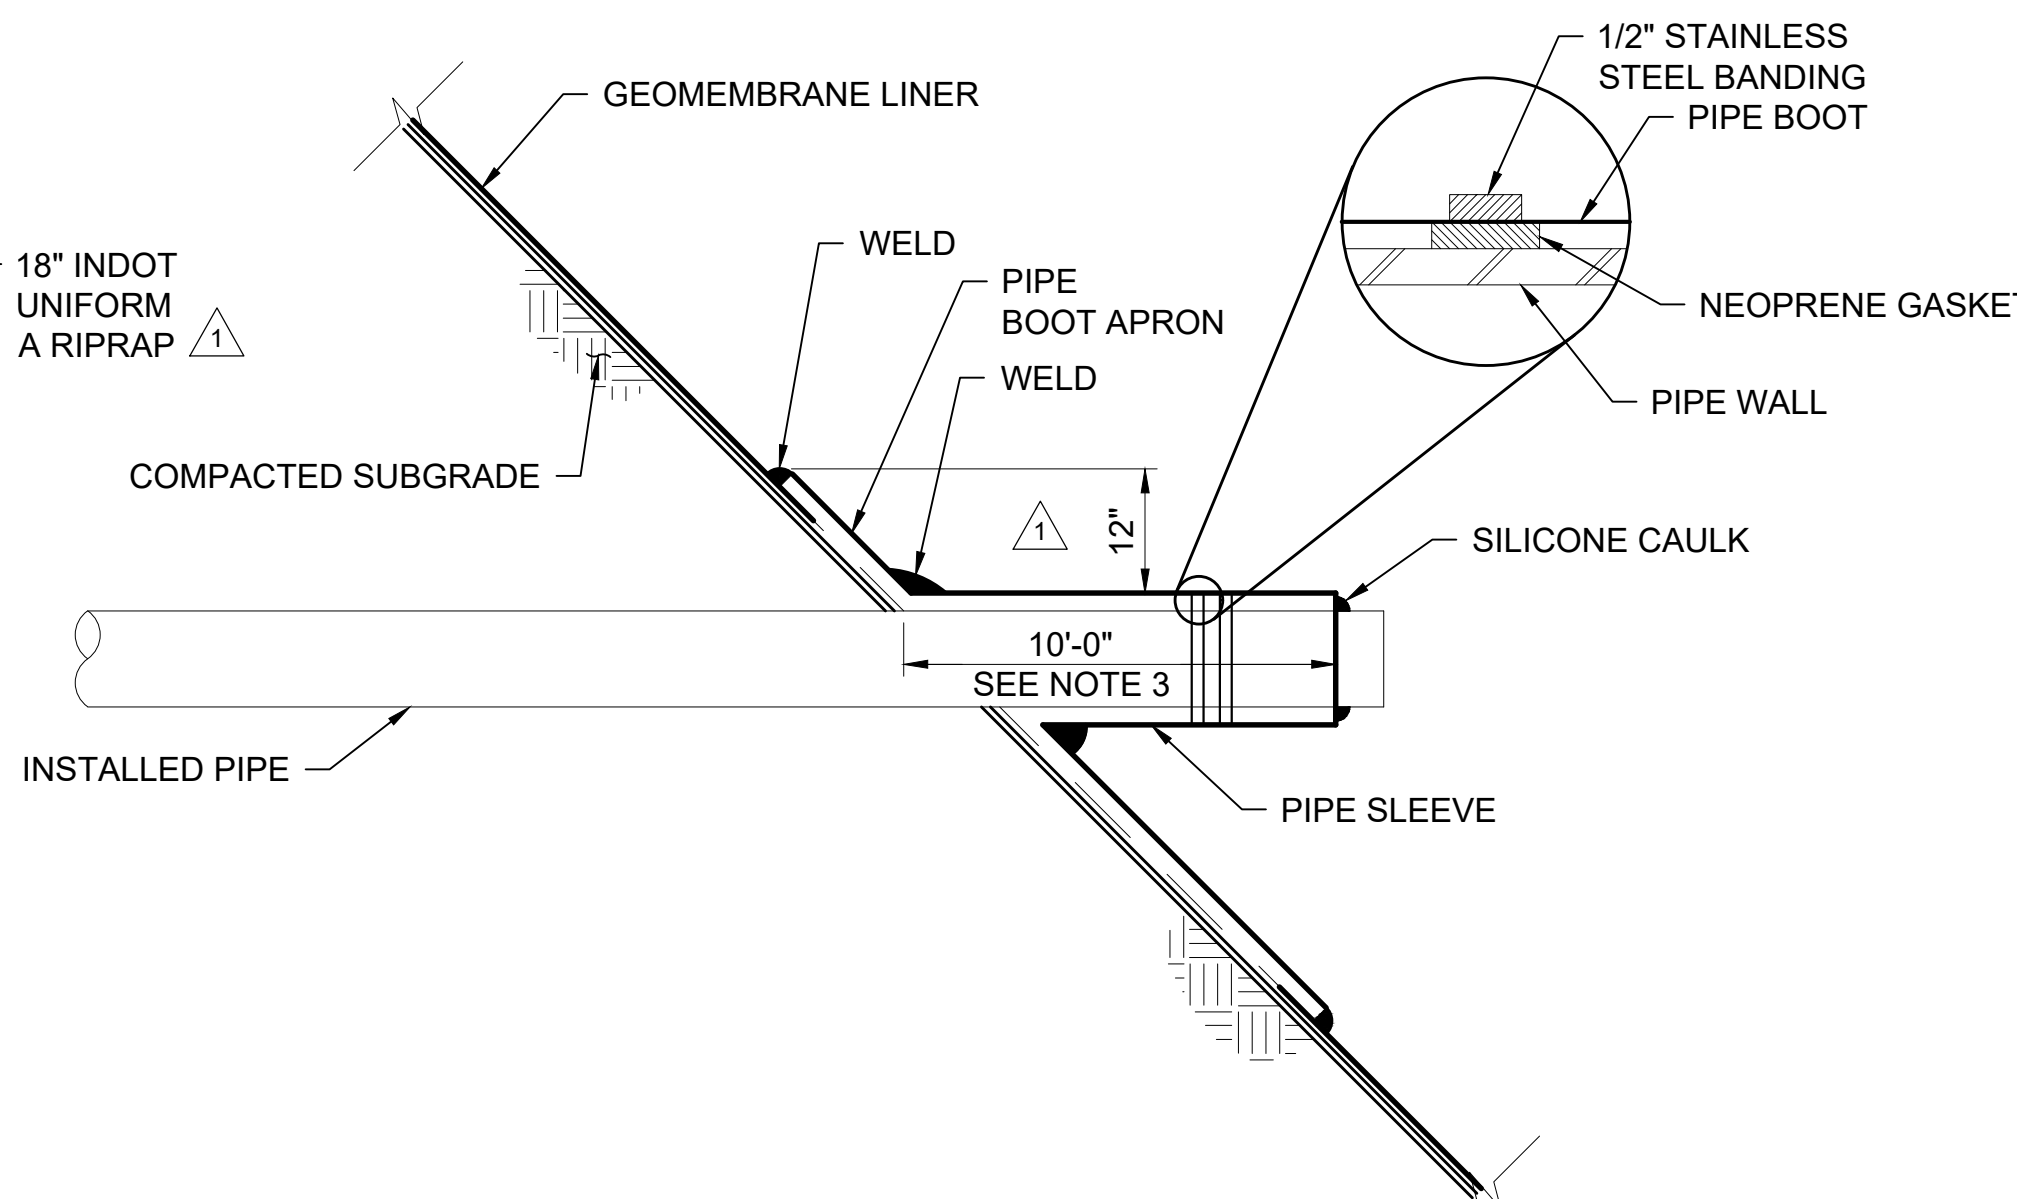 1/2" STAINLESS
STEEL BANDING
PIPE BOOT
GEOMEMBRANE LINER
WELD
18" INDOT
UNIFORM
A RIPRAP
1
PIPE
BOOT APRON
NEOPRENE GASKET
WELD
PIPE WALL
COMPACTED SUBGRADE
1
12"
SILICONE CAULK
10'-0"
SEE NOTE 3
INSTALLED PIPE
PIPE SLEEVE